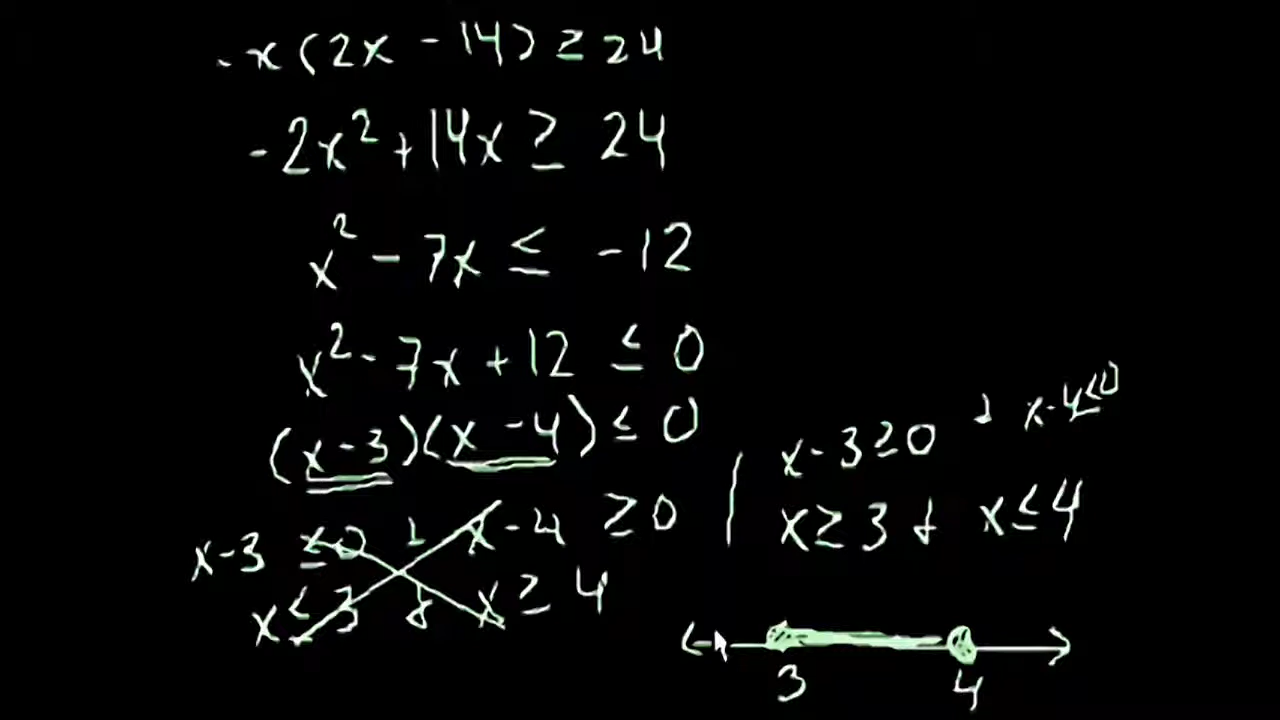 -x(2x - 14) ≥ 24
-2x² + 14x ≥ 24
x² - 7x ≤ -12
x² - 7x + 12 ≤ 0
(x - 3)(x - 4) ≤ 0
x - 3 ≤ 0 & x - 4 ≥ 0
x ≤ 3 & x ≥ 4
x - 3 ≥ 0 & x - 4 ≤ 0
x ≥ 3 & x ≤ 4
3 4